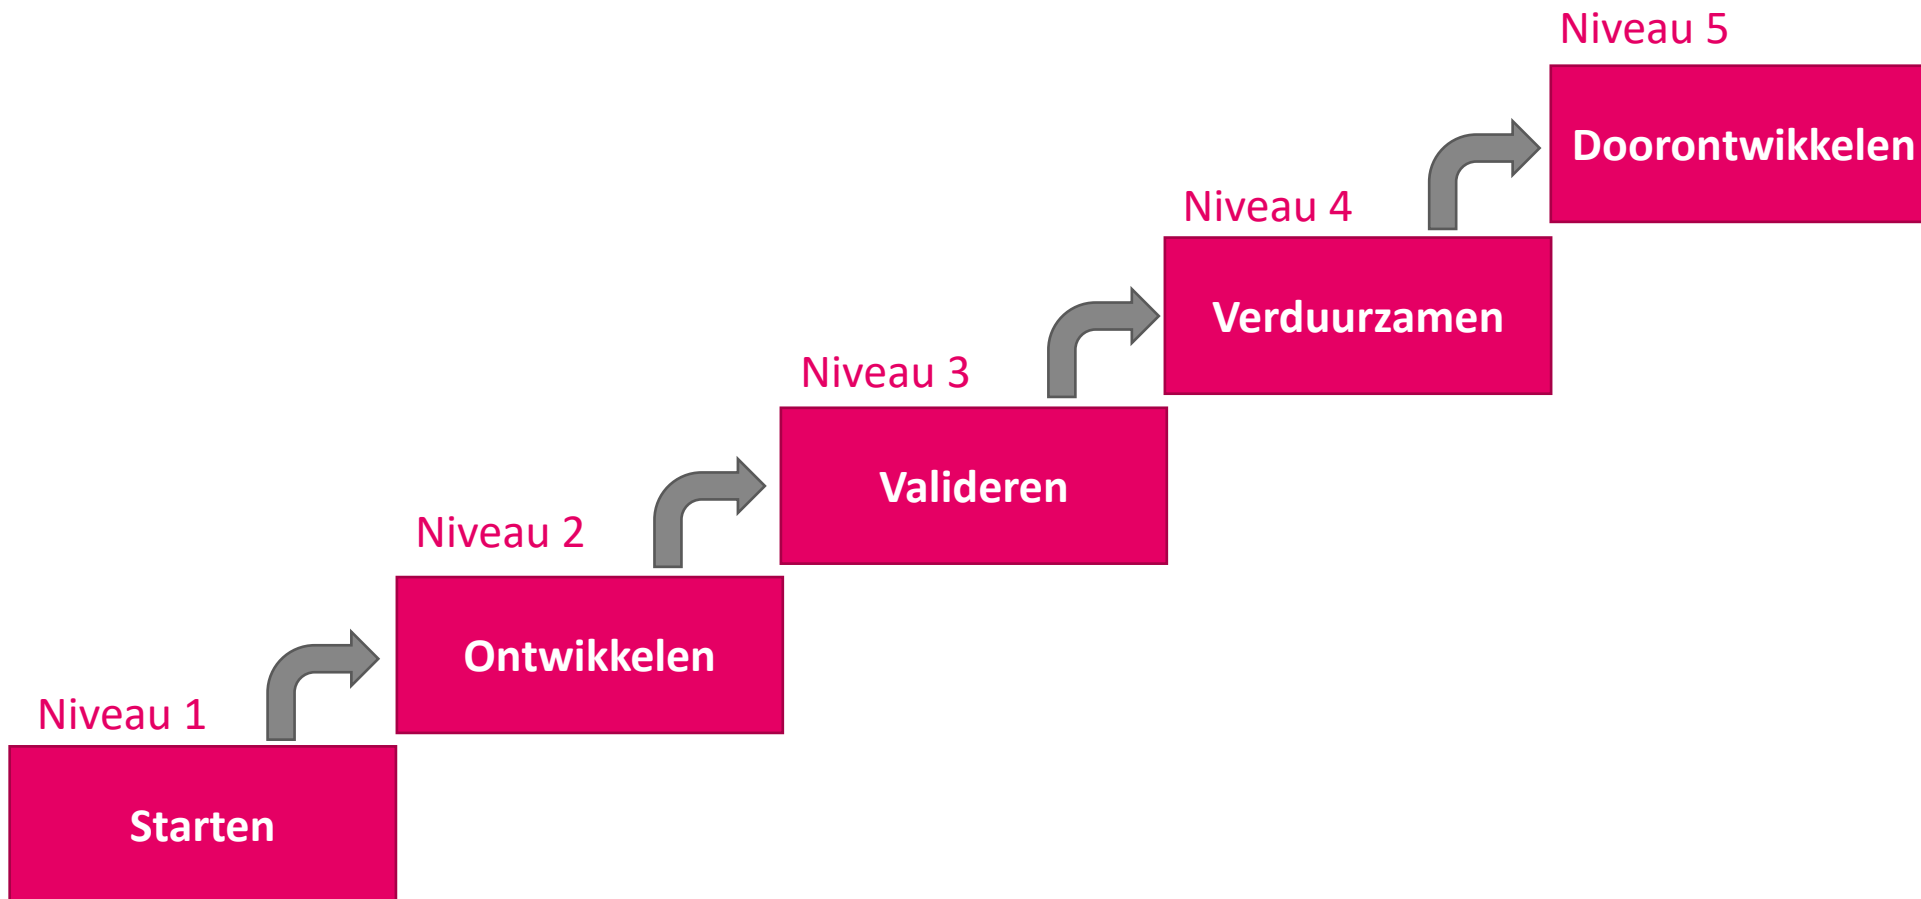 Niveau 5
Doorontwikkelen
Niveau 4
Verduurzamen
Niveau 3
Valideren
Niveau 2
Ontwikkelen
Niveau 1
Starten